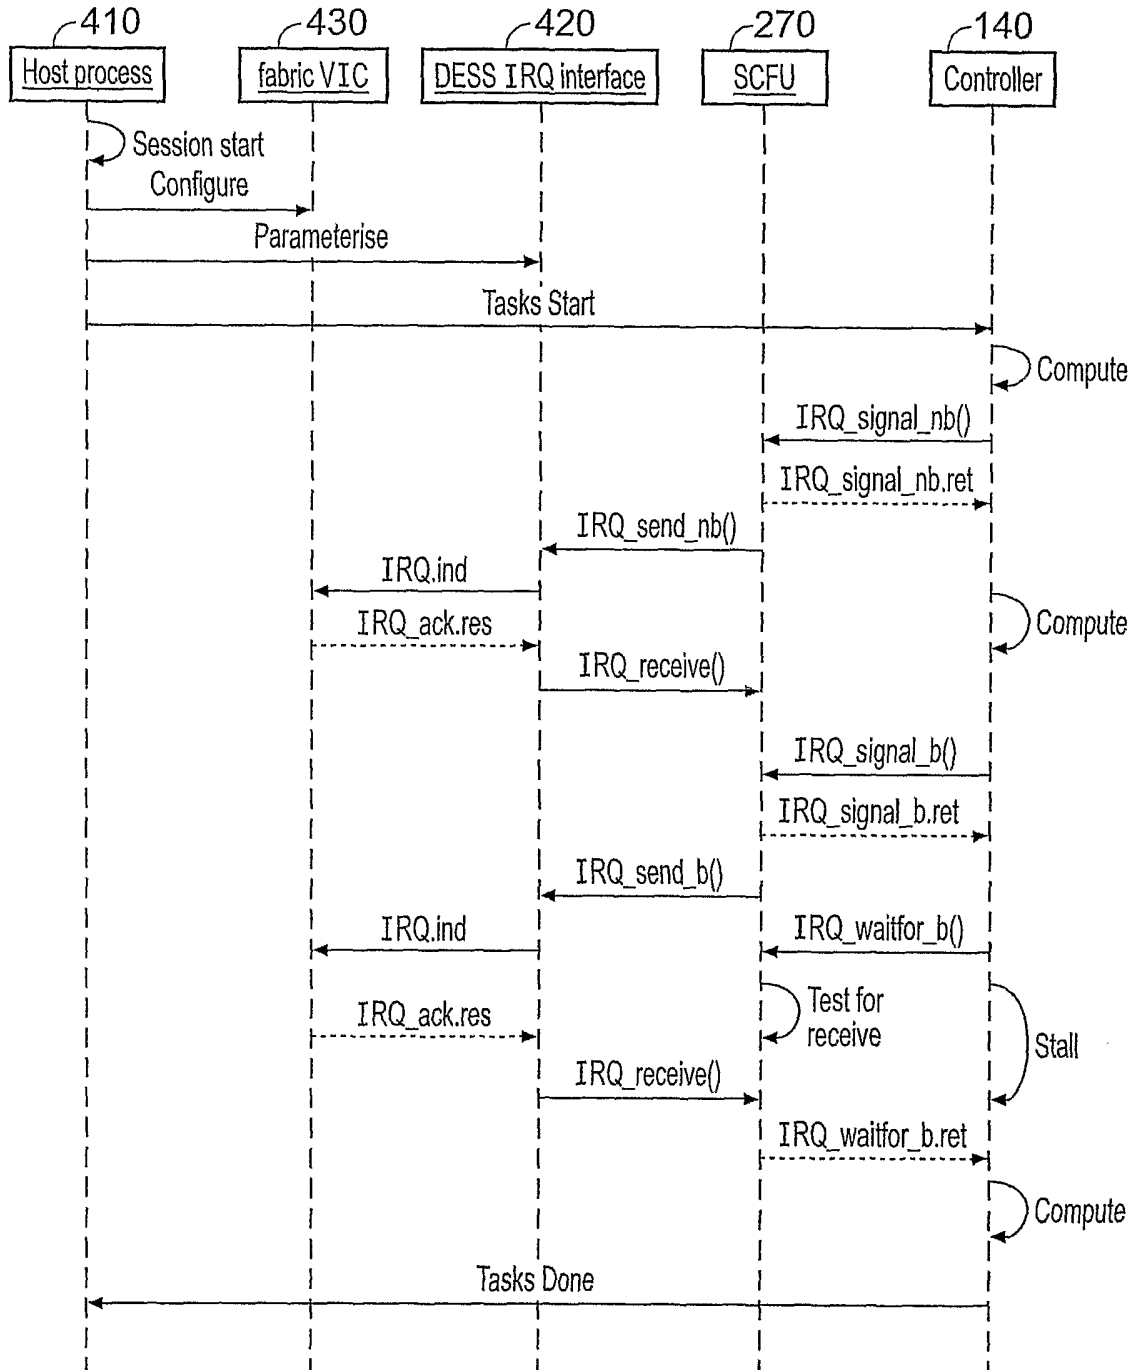 410 430 420 270 140
Host process fabric VIC DESS IRQ interface SCFU Controller
Session start
Configure
Parameterise
Tasks Start
Compute
IRQ_signal_nb()
IRQ_signal_nb.ret
IRQ_send_nb()
IRQ.ind
IRQ_ack.res Compute
IRQ_receive()
IRQ_signal_b()
IRQ_signal_b.ret
IRQ_send_b()
IRQ.ind IRQ_waitfor_b()
IRQ_ack.res Test for
receive
Stall
IRQ_receive()
IRQ_waitfor_b.ret
Compute
Tasks Done